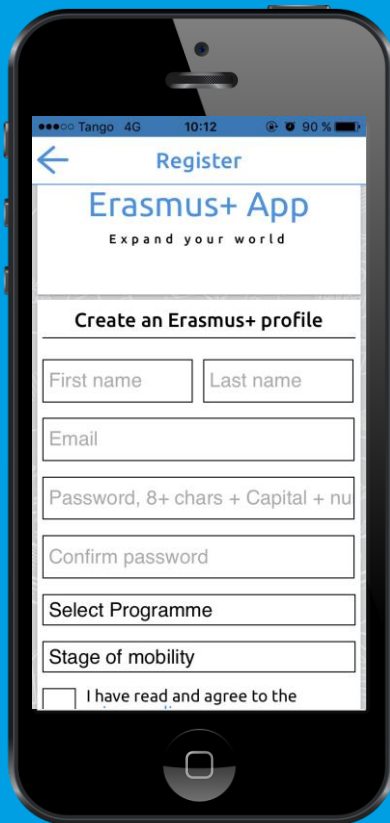 Tango 4G 10:12 90 %
Register
Erasmus+ App
Expand your world
Create an Erasmus+ profile
First name Last name
Email
Password, 8+ chars + Capital + nu
Confirm password
Select Programme
Stage of mobility
I have read and agree to the